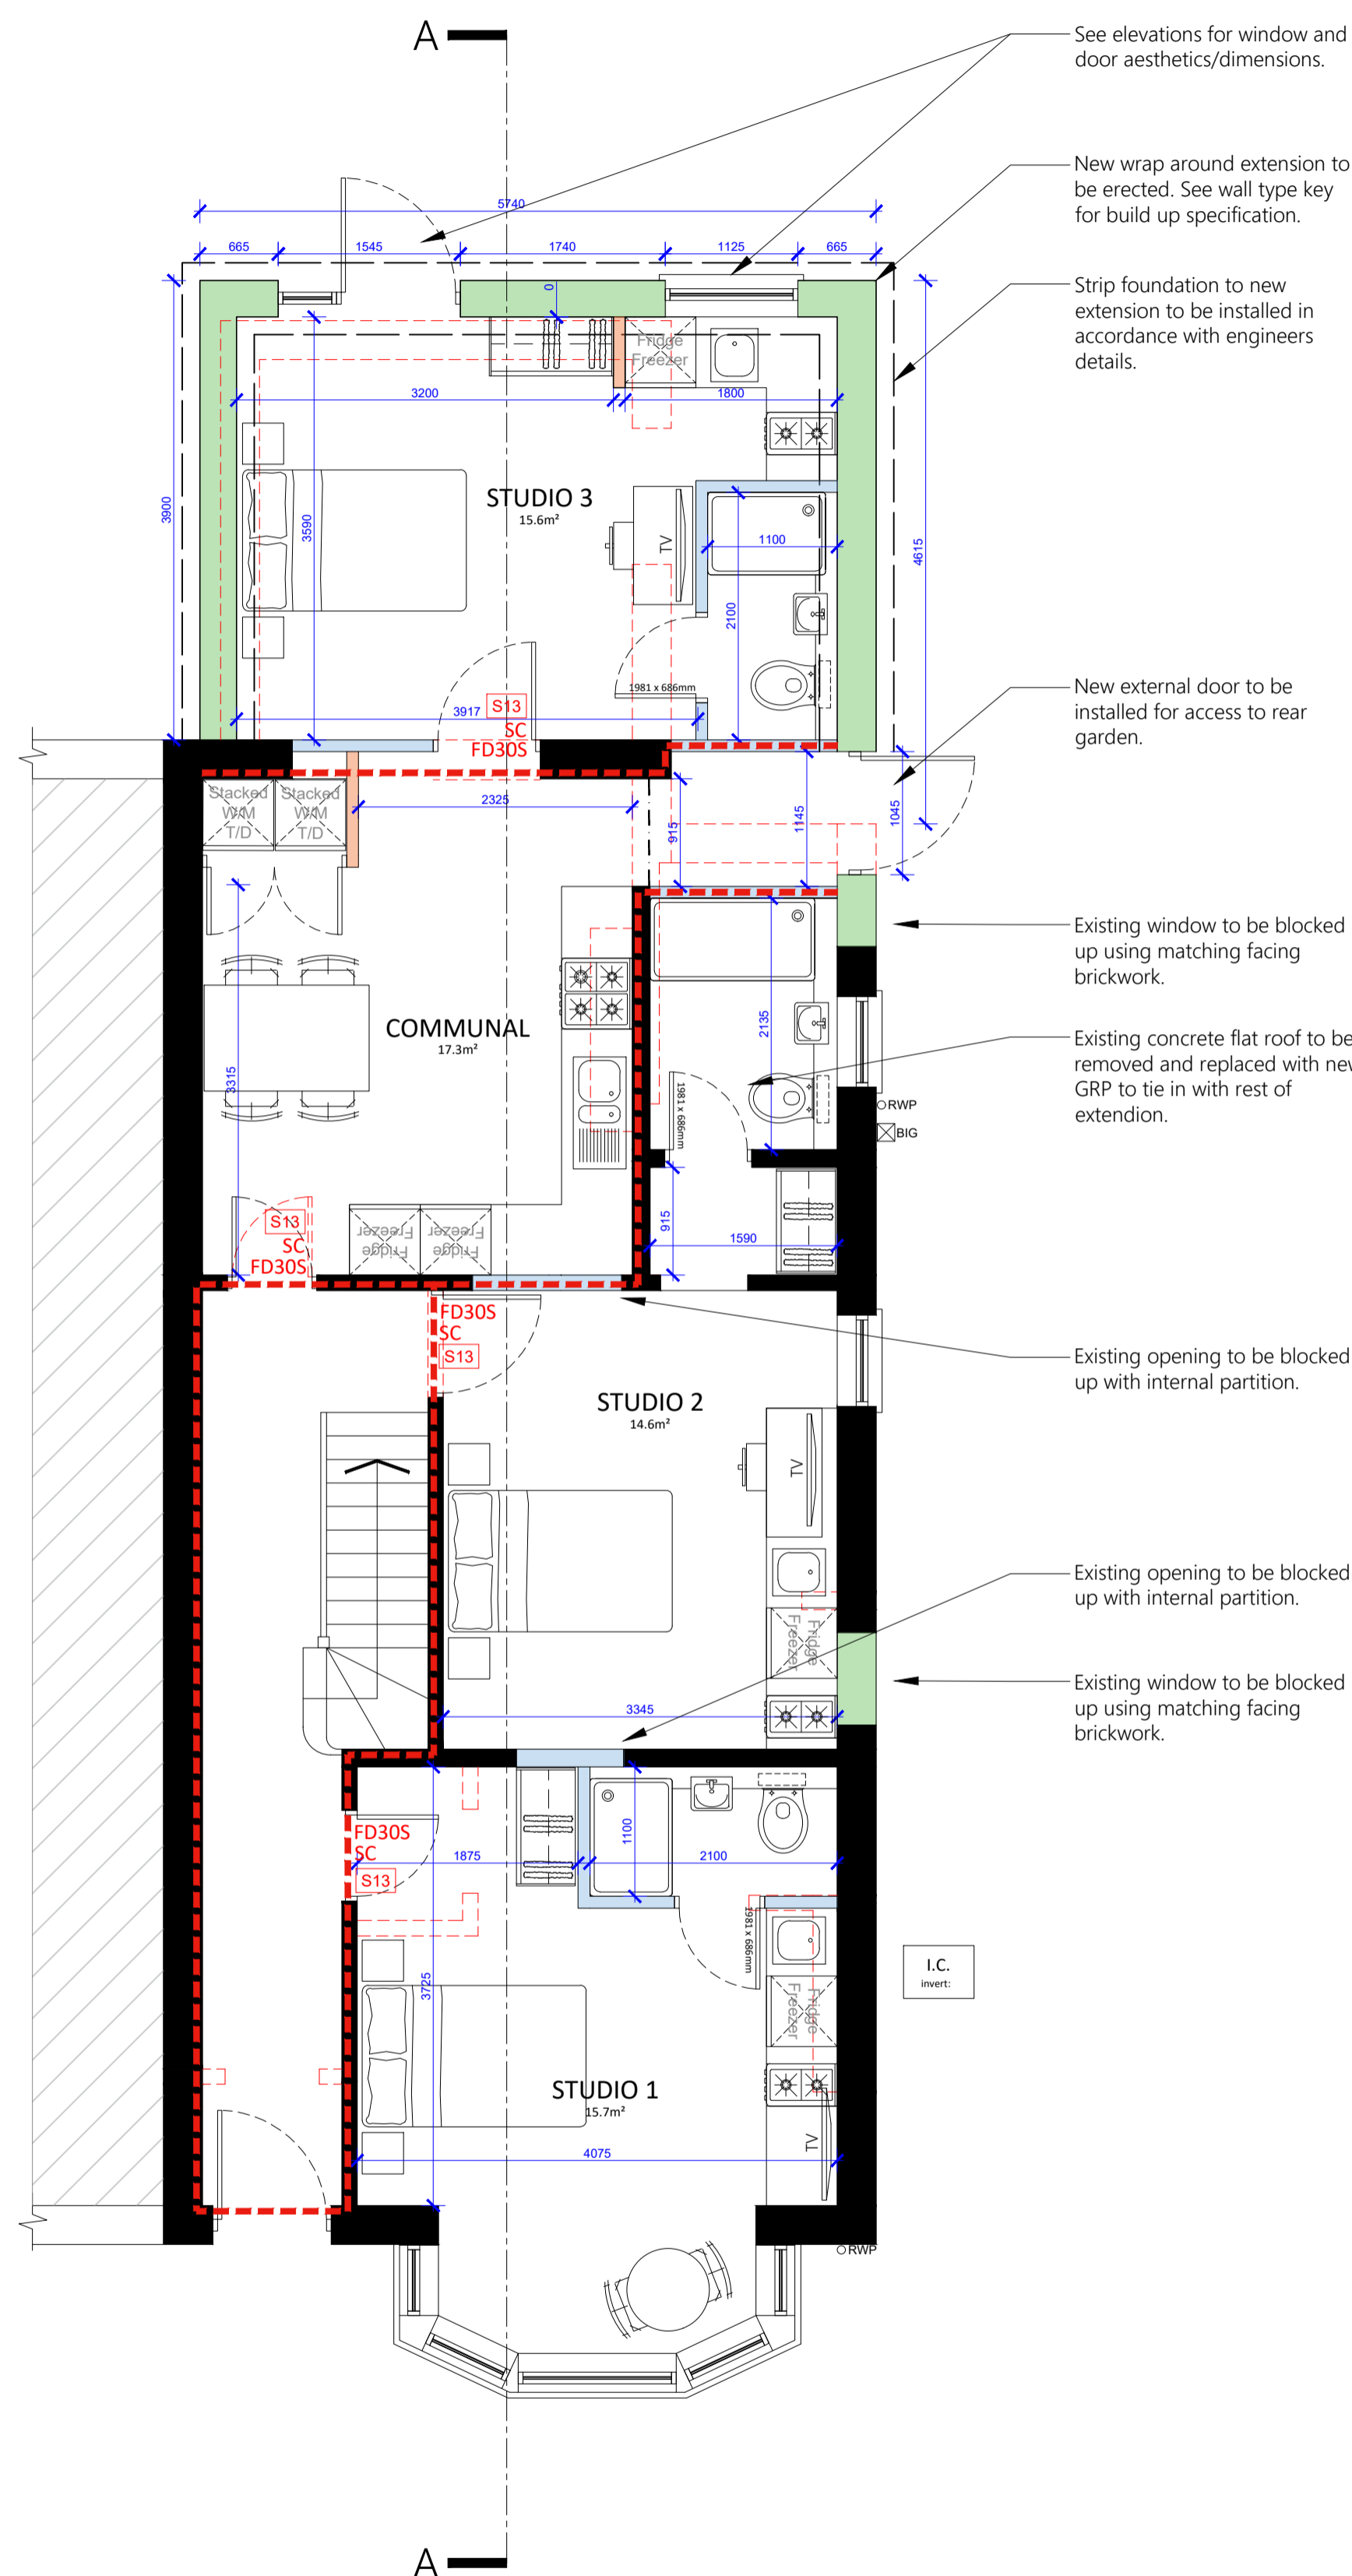 A
See elevations for window and
door aesthetics/dimensions.
New wrap around extension to
be erected. See wall type key
for build up specification.
5740
665
1545
1740
1125
665
Strip foundation to new
extension to be installed in
accordance with engineers
details.
0
Fridge
Freezer
3200
1800
3900
3590
STUDIO 3
15.6m²
TV
1100
4615
2100
1981 x 686mm
New external door to be
installed for access to rear
garden.
3917
S13
SC
FD30S
Stacked
W/M
T/D
Stacked
W/M
T/D
2325
915
1145
1045
Existing window to be blocked
up using matching facing
brickwork.
COMMUNAL
17.3m²
3315
2135
Existing concrete flat roof to be
removed and replaced with new
GRP to tie in with rest of
extendion.
1981 x 686mm
RWP
BIG
S13
SC
FD30S
Fridge
Freezer
Fridge
Freezer
915
1590
FD30S
SC
S13
Existing opening to be blocked
up with internal partition.
STUDIO 2
14.6m²
TV
Existing opening to be blocked
up with internal partition.
Fridge
Freezer
3345
Existing window to be blocked
up using matching facing
brickwork.
FD30S
SC
S13
1875
1100
2100
1981 x 686mm
3725
Fridge
Freezer
I.C.
invert:
STUDIO 1
15.7m²
TV
4075
RWP
A